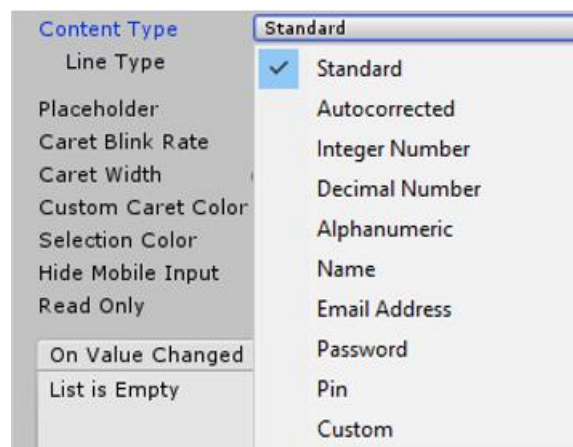 Content Type
Standard
Line Type
Standard
Autocorrected
Placeholder
Integer Number
Caret Blink Rate
Decimal Number
Caret Width
Custom Caret Color
Alphanumeric
Selection Color
Name
Hide Mobile Input
Email Address
Read Only
Password
On Value Changed
Pin
List is Empty
Custom